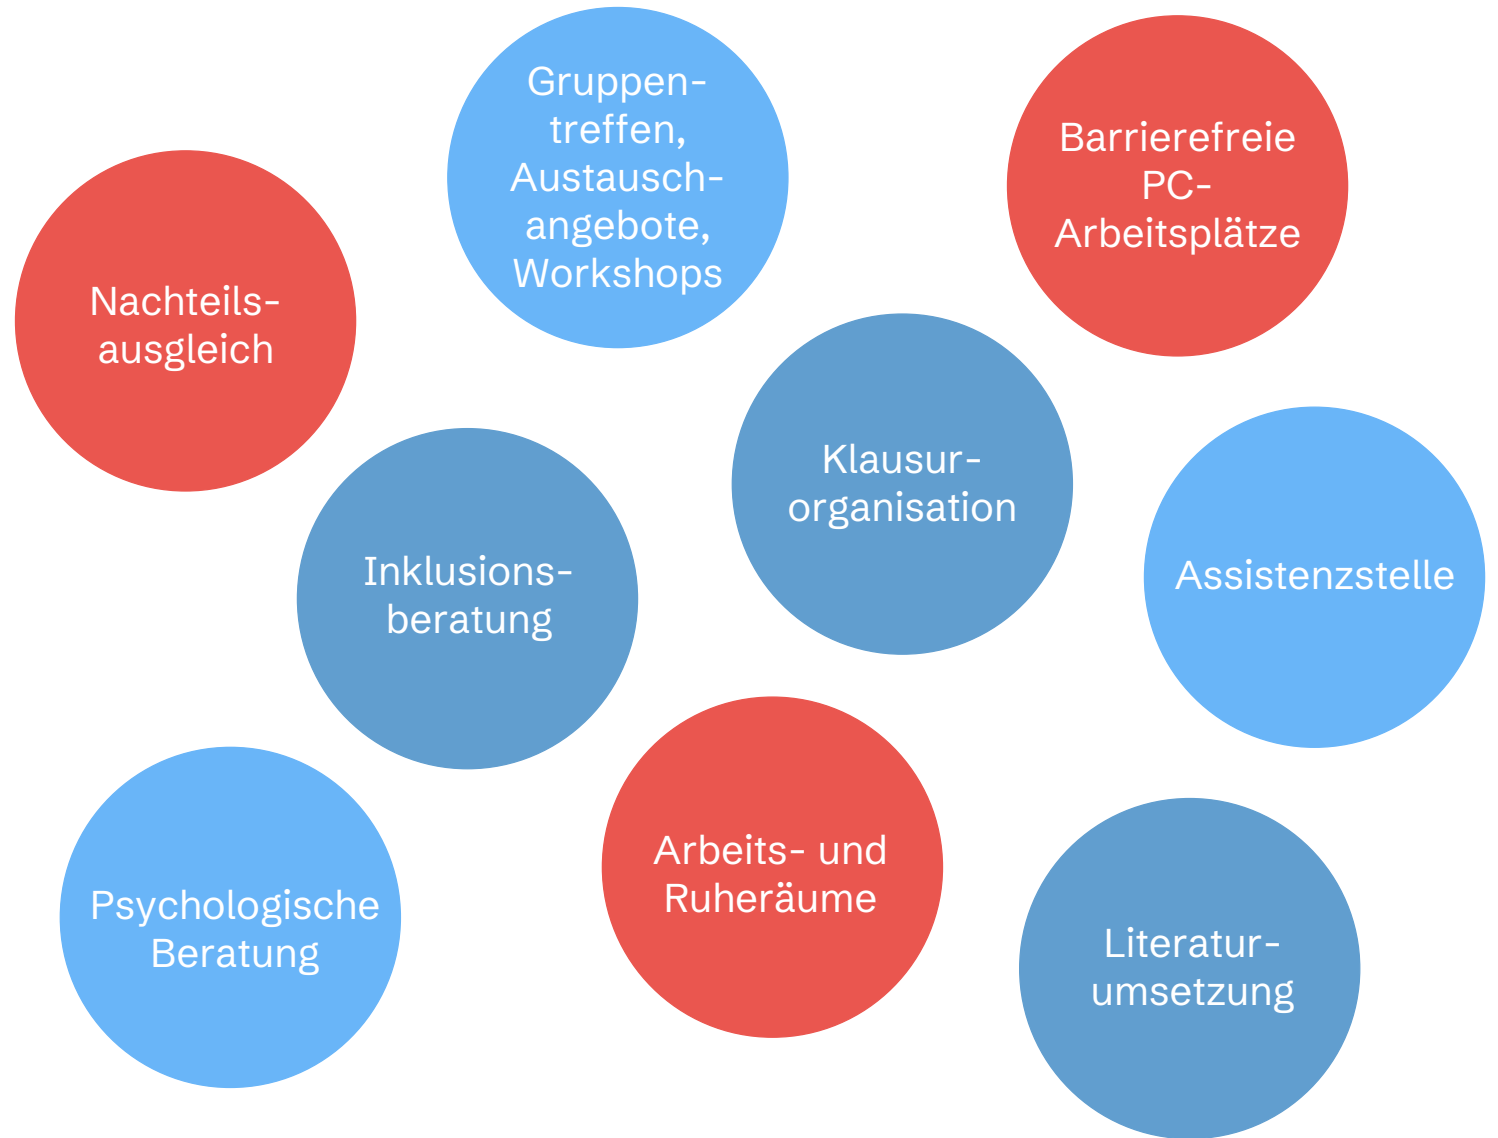 Gruppen-
treffen,
Austausch-
angebote,
Workshops
Barrierefreie
PC-
Arbeitsplätze
Nachteils-
ausgleich
Klausur-
organisation
Inklusions-
beratung
Assistenzstelle
Arbeits- und
Ruheräume
Psychologische
Beratung
Literatur-
umsetzung